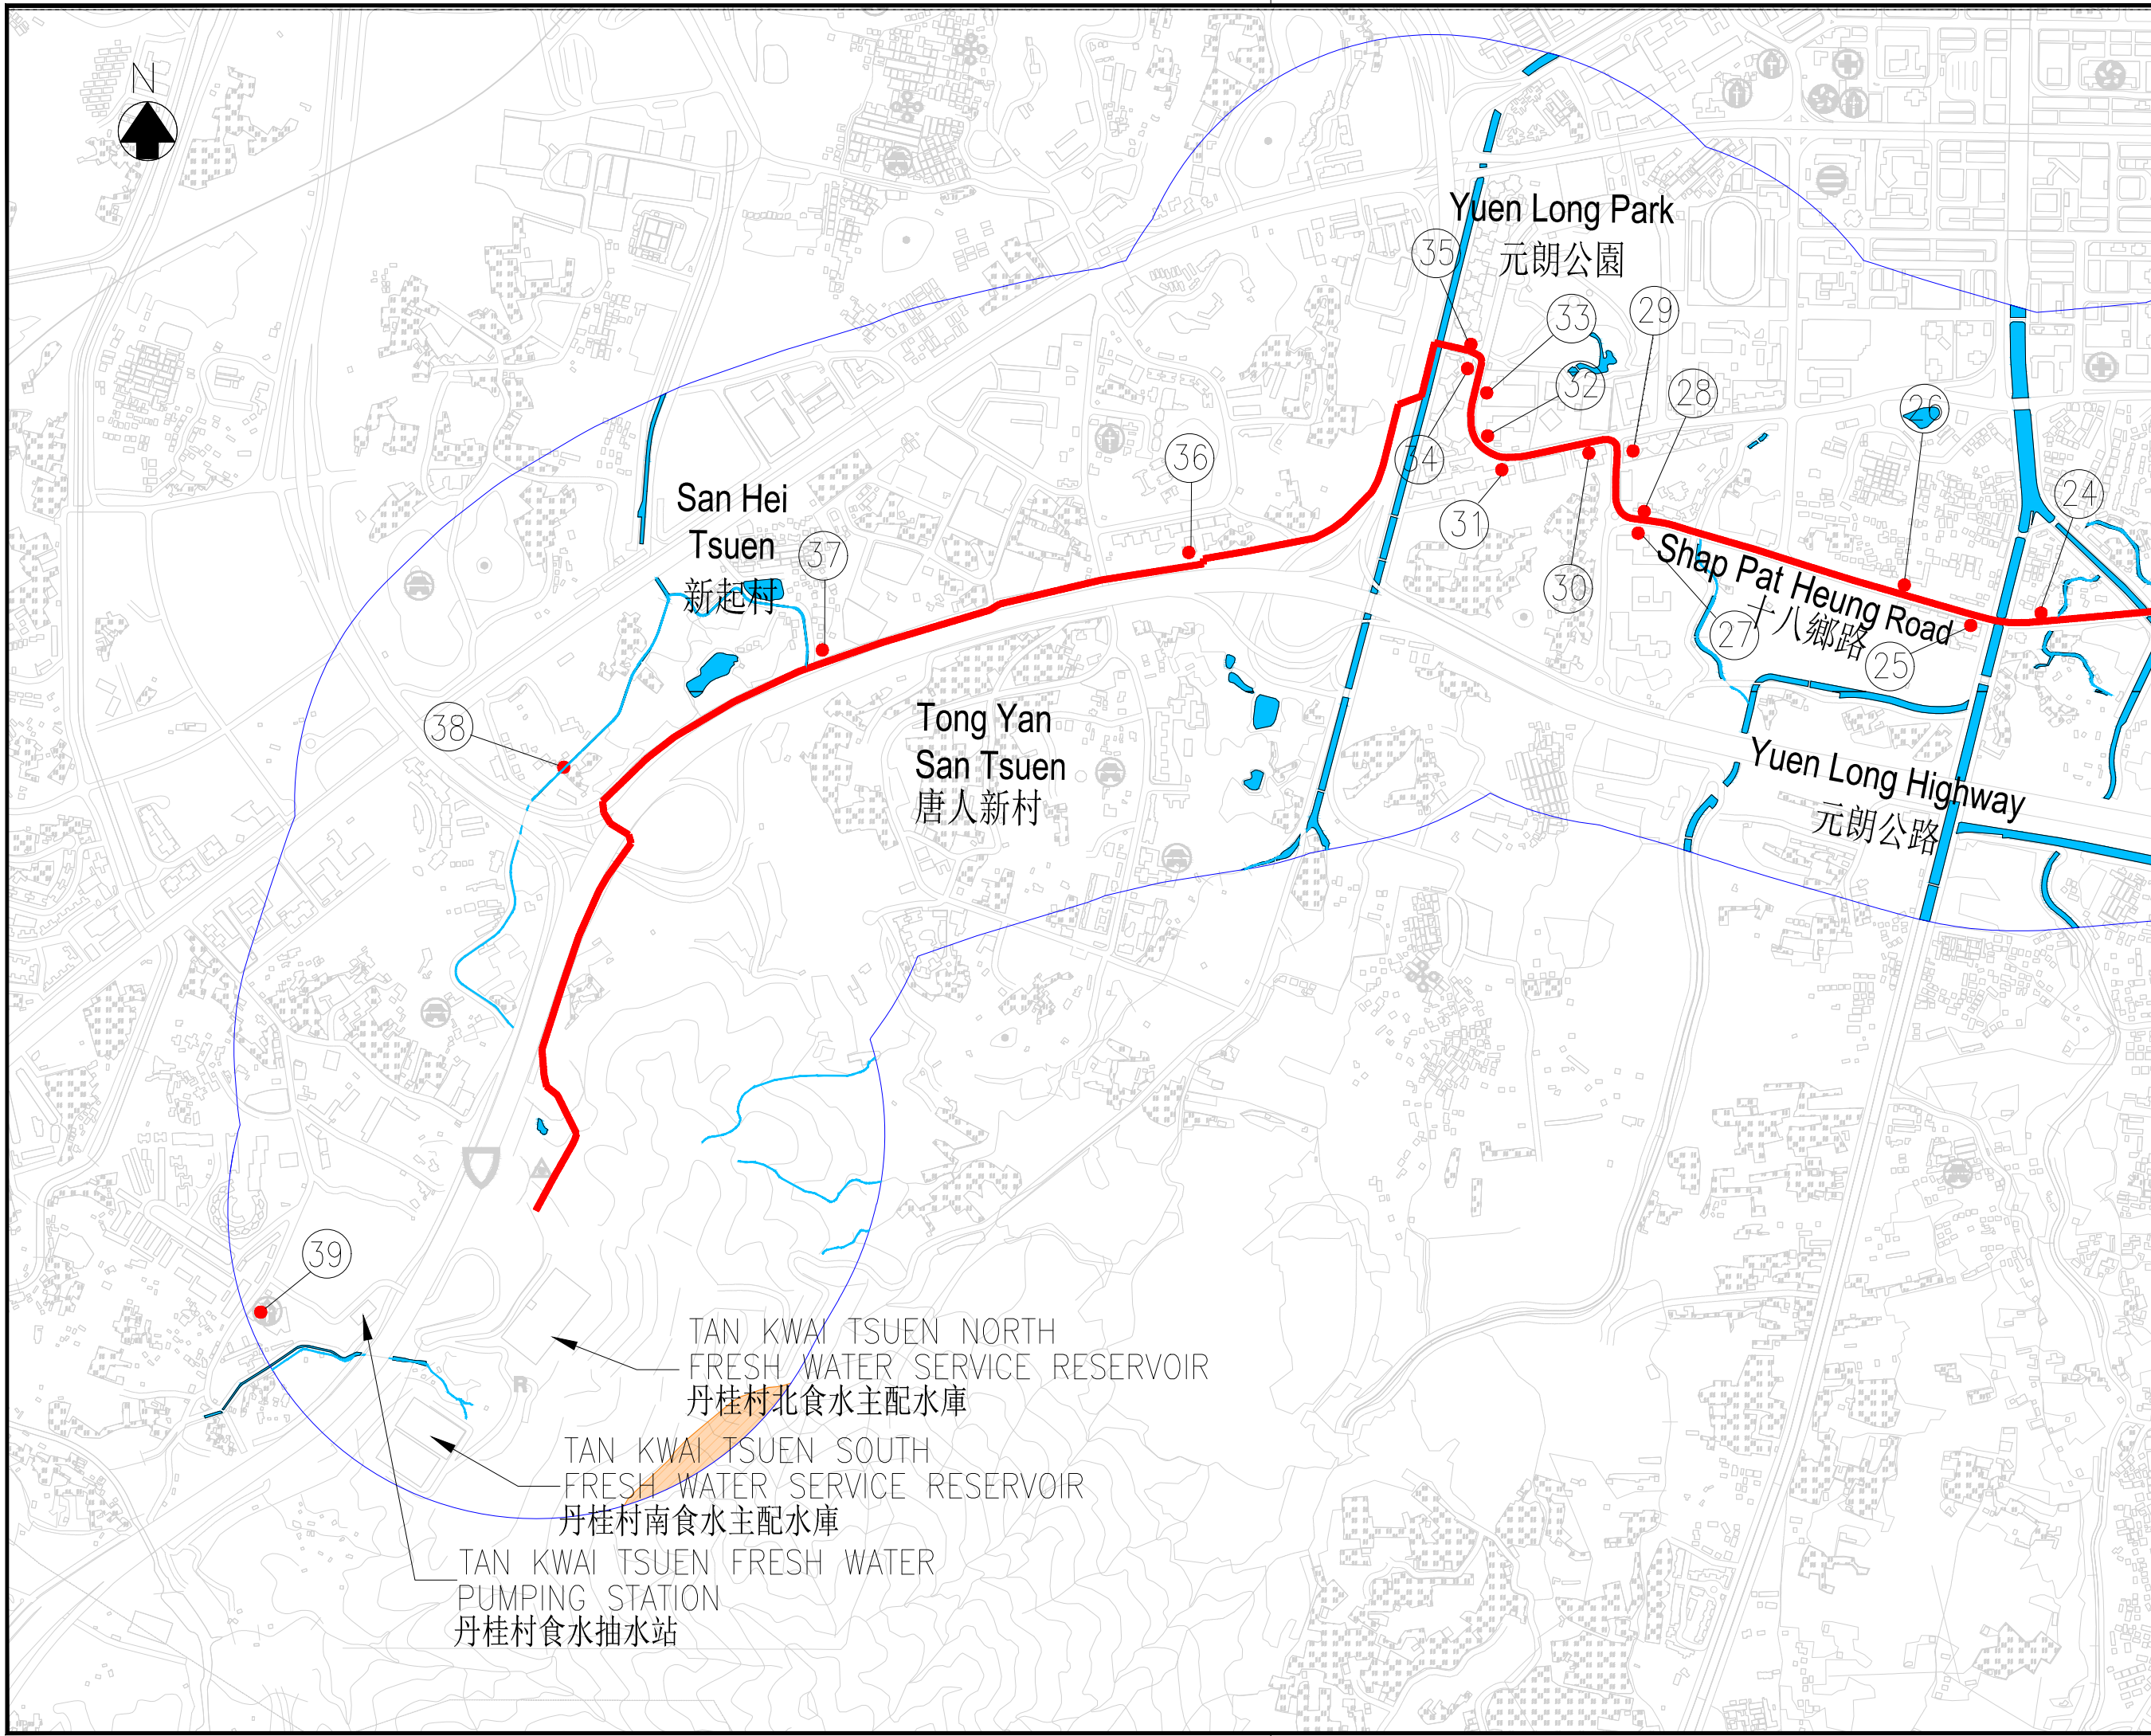 N
Yuen Long Park
元朗公園
35
33
29
32
28
26
34
36
24
San Hei
Tsuen
新起村
37
31
30
Shap Pat Heung Road
十八鄉路
27
25
38
Tong Yan
San Tsuen
唐人新村
Yuen Long Highway
元朗公路
39
TAN KWAI TSUEN NORTH
FRESH WATER SERVICE RESERVOIR
丹桂村北食水主配水庫
R
TAN KWAI TSUEN SOUTH
FRESH WATER SERVICE RESERVOIR
丹桂村南食水主配水庫
TAN KWAI TSUEN FRESH WATER
PUMPING STATION
丹桂村食水抽水站